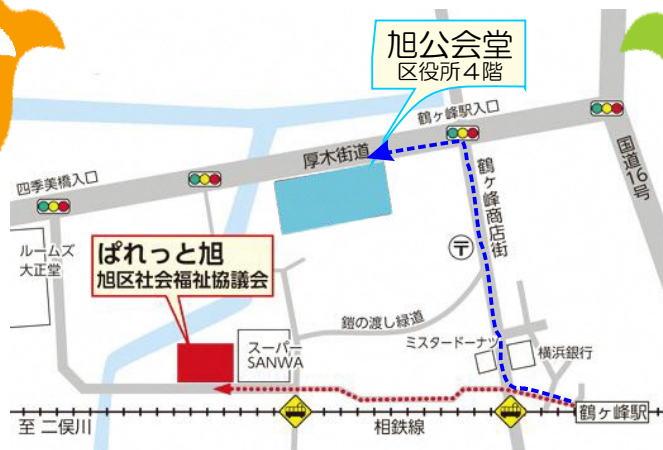 旭公会堂
区役所4階
鶴ヶ峰駅入口
厚木街道
国道16号
四季美橋入口
鶴ヶ峰商店街
ルームズ
大正堂
ぱれっと旭
旭区社会福祉協議会
〒
鎧の渡し緑道
スーパー
SANWA
ミスタードーナツ
横浜銀行
至 二俣川
相鉄線
鶴ヶ峰駅